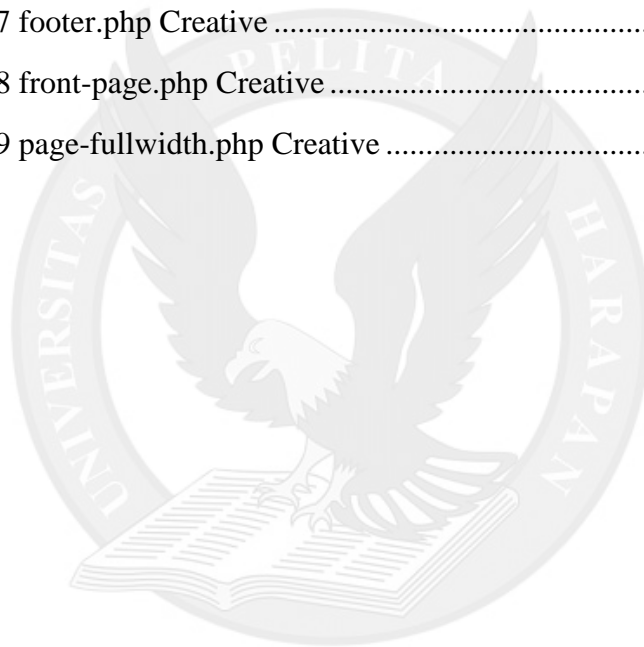 7 footer.php Creative ..........................................
8 front-page.php Creative ..................................
9 page-fullwidth.php Creative ............................
UNIVERSITAS PELITA HARAPAN